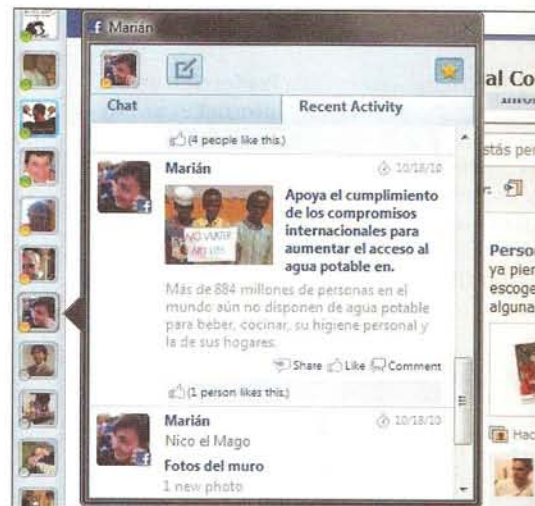 f Marián
Chat
Recent Activity
(4 people like this.)
Marián
10/18/10
NO WATER
NO LIFE
Apoya el cumplimiento
de los compromisos
internacionales para
aumentar el acceso al
agua potable en.
Más de 884 millones de personas en el
mundo aún no disponen de agua potable
para beber, cocinar, su higiene personal y
la de sus hogares.
Share Like Comment
(1 person likes this.)
Marián
10/18/10
Nico el Mago
Fotos del muro
1 new photo
al Co
stás per
Person
ya pien
escoge
alguna
Hac